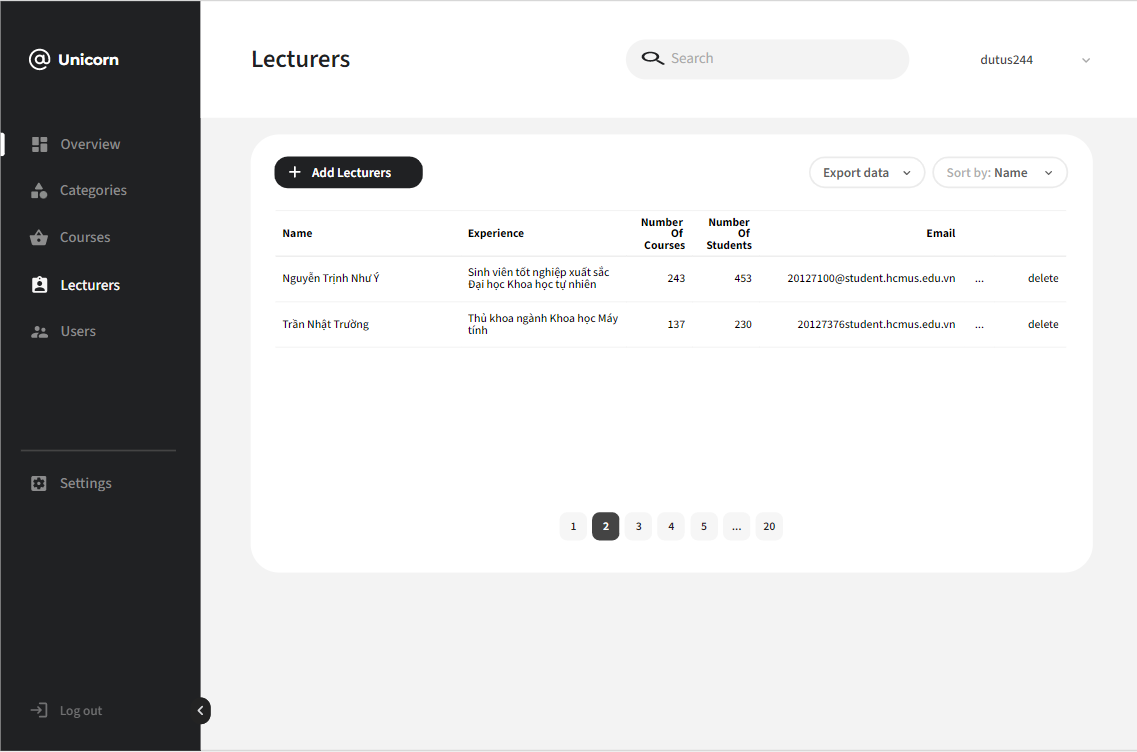 Unicorn
Lecturers
Search
dutus244
Overview
Categories
Courses
Lecturers
Users
Settings
Log out
+ Add Lecturers
Export data
Sort by: Name
Name
Experience
Number
Of
Courses
Number
Of
Students
Email
Nguyễn Trịnh Như Ý
Sinh viên tốt nghiệp xuất sắc
Đại học Khoa học tự nhiên
243
453
20127100@student.hcmus.edu.vn
...
delete
Trần Nhật Trường
Thủ khoa ngành Khoa học Máy
tính
137
230
20127376student.hcmus.edu.vn
...
delete
1 2 3 4 5 ... 20